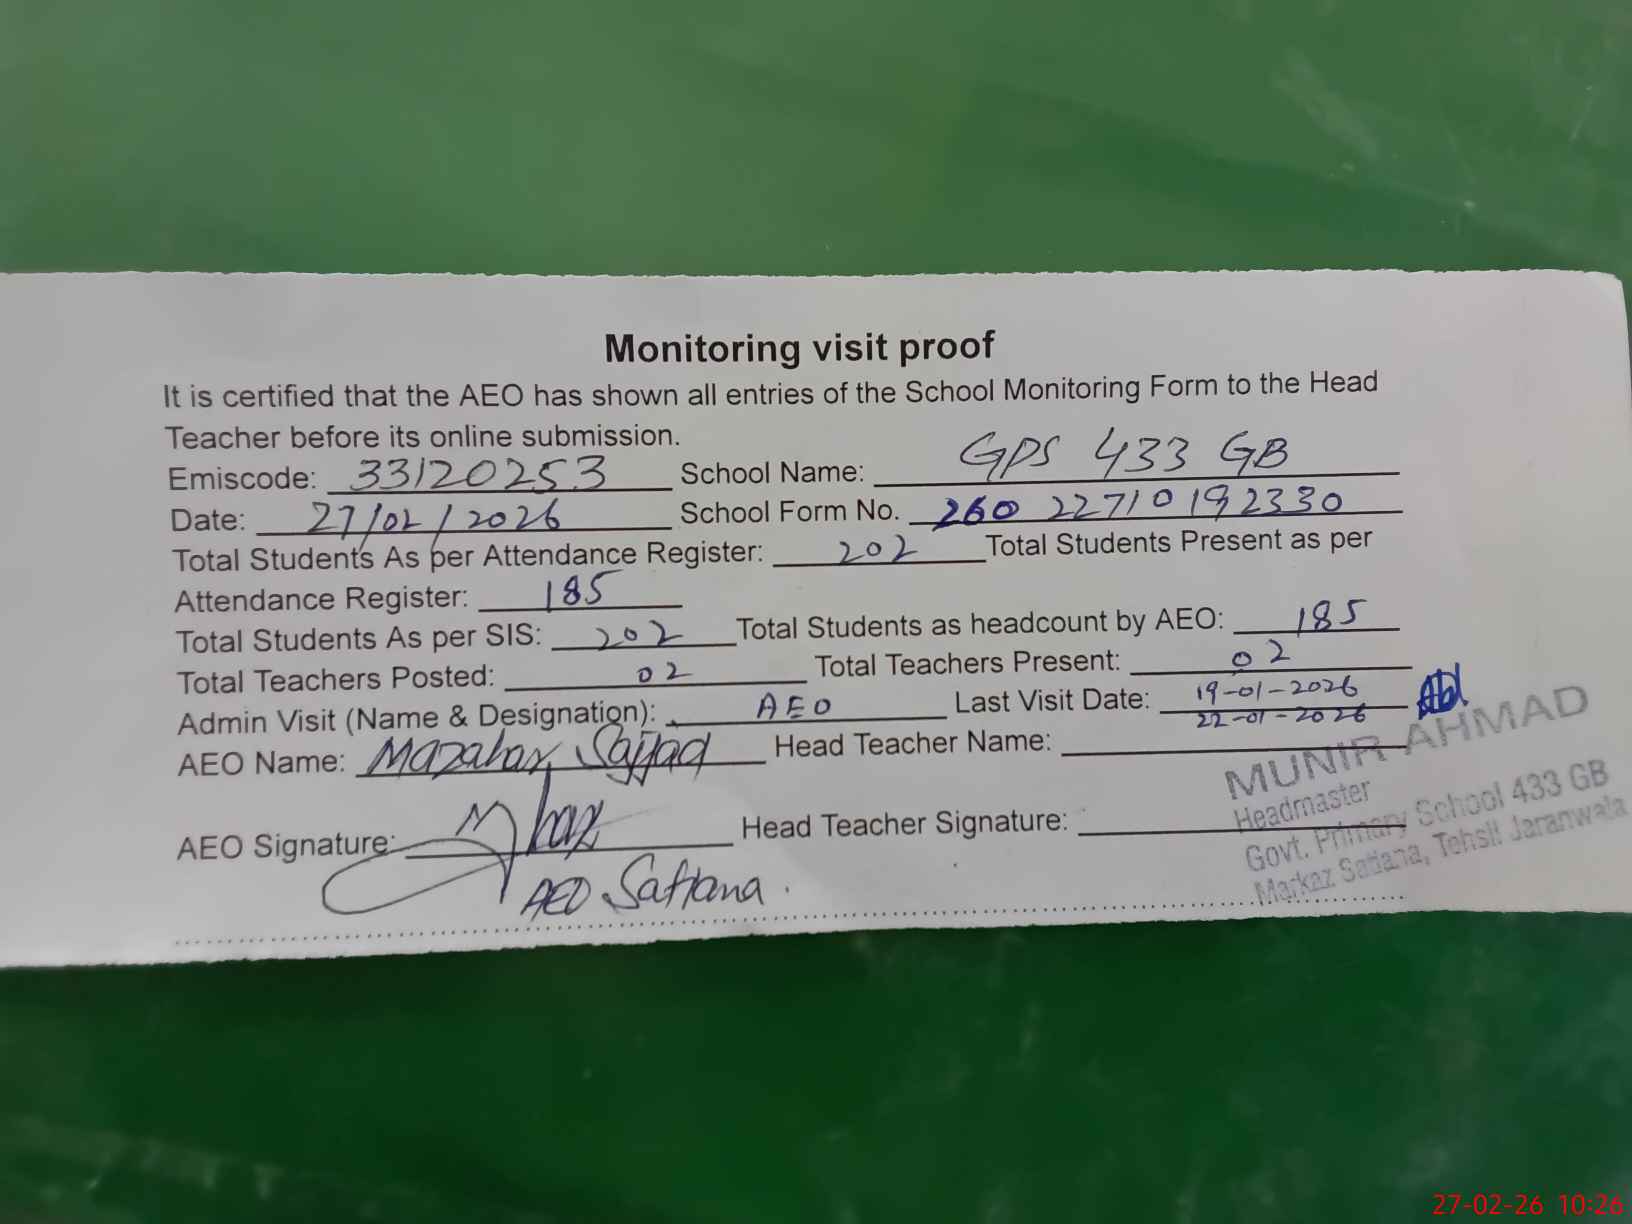 Monitoring visit proof
It is certified that the AEO has shown all entries of the School Monitoring Form to the Head
Teacher before its online submission.
Emiscode: 33120253 School Name: GPS 433 GB
Date: 27/02/2026 School Form No. 260 22710192330
Total Students As per Attendance Register: 202 Total Students Present as per
Attendance Register: 185
Total Students As per SIS: 202 Total Students as headcount by AEO: 185
Total Teachers Posted: 02 Total Teachers Present: 02
Admin Visit (Name & Designation): AEO Last Visit Date: 19-01-2026
22-01-2026
AEO Name: Mazahar Sajjad Head Teacher Name:
MUNIR AHMAD
Headmaster
AEO Signature: Head Teacher Signature:
Govt. Primary School 433 GB
Markaz Satiana, Tehsil Jaranwala
AEO Satiana.
27-02-26 10:26